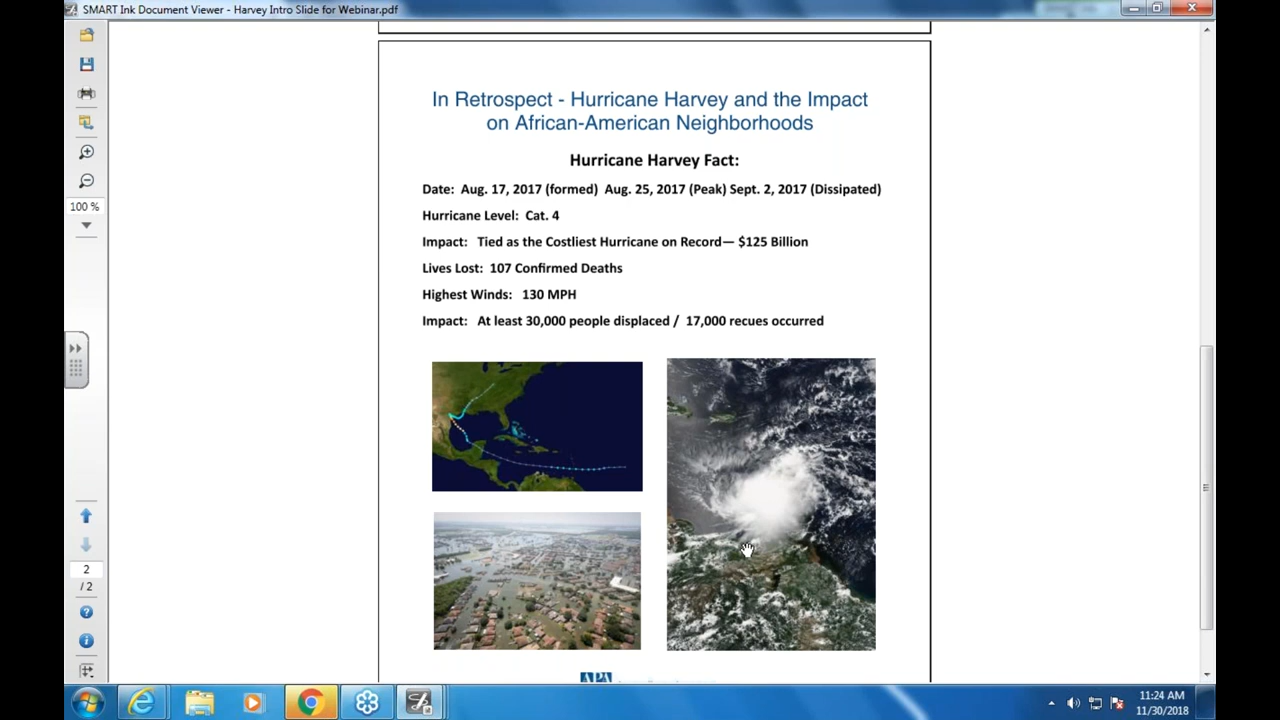 SMART Ink Document Viewer - Harvey Intro Slide for Webinar.pdf
In Retrospect - Hurricane Harvey and the Impact
on African-American Neighborhoods
Hurricane Harvey Fact:
Date: Aug. 17, 2017 (formed) Aug. 25, 2017 (Peak) Sept. 2, 2017 (Dissipated)
Hurricane Level: Cat. 4
Impact: Tied as the Costliest Hurricane on Record— $125 Billion
Lives Lost: 107 Confirmed Deaths
Highest Winds: 130 MPH
Impact: At least 30,000 people displaced / 17,000 recues occurred
100 %
2
/ 2
APA
11:24 AM
11/30/2018